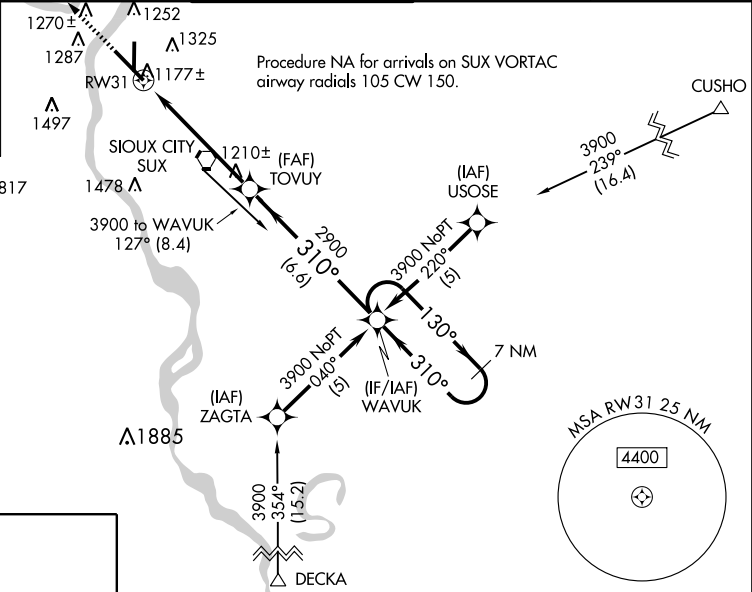 1270±
1252
1287
1325
RW31
1177±
Procedure NA for arrivals on SUX VORTAC
airway radials 105 CW 150.
CUSHO
1497
3900
239°
(16.4)
SIOUX CITY
SUX
1210±
(FAF)
TOVUY
(IAF)
USOSE
817
1478
3900 to WAVUK
127° (8.4)
2900
310°
(6.6)
3900 NoPT
220°
(5)
130°
7 NM
310°
3900 NoPT
040°
(5)
(IF/IAF)
WAVUK
(IAF)
ZAGTA
1885
MSA RW31 25 NM
4400
3900
354°
(15.2)
DECKA